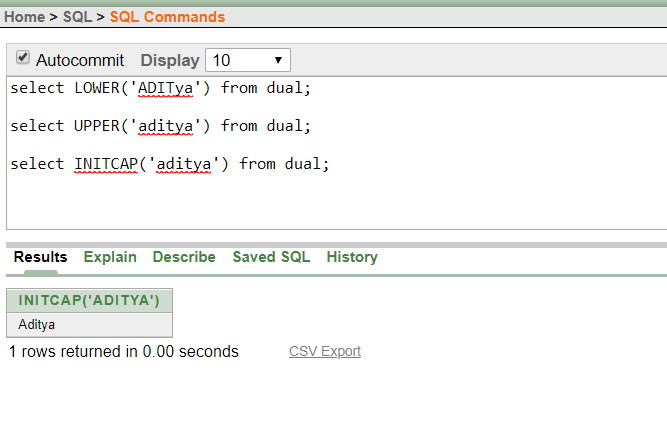 Home > SQL > SQL Commands
Autocommit Display 10
select LOWER('ADITya') from dual;
select UPPER('aditya') from dual;
select INITCAP('aditya') from dual;
Results Explain Describe Saved SQL History
INITCAP('ADITYA')
Aditya
1 rows returned in 0.00 seconds CSV Export